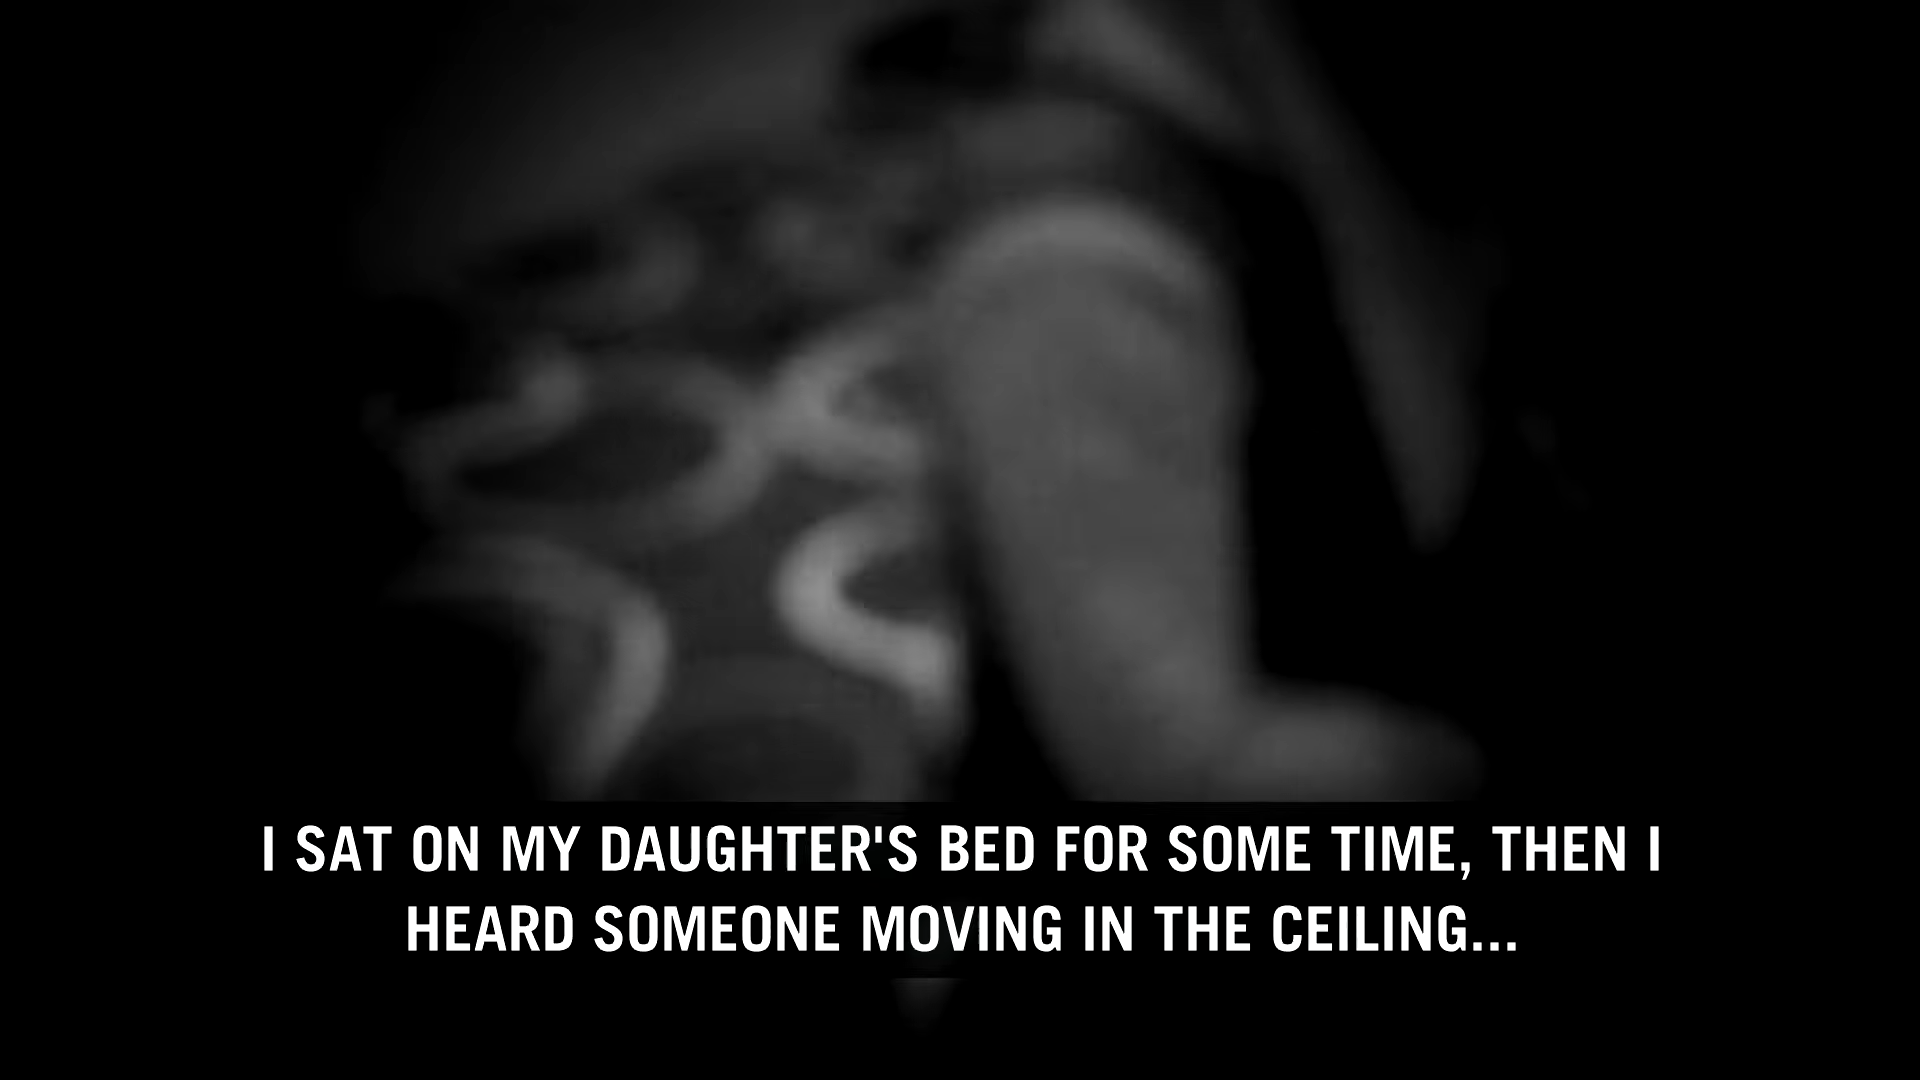 I SAT ON MY DAUGHTER'S BED FOR SOME TIME, THEN I
HEARD SOMEONE MOVING IN THE CEILING...